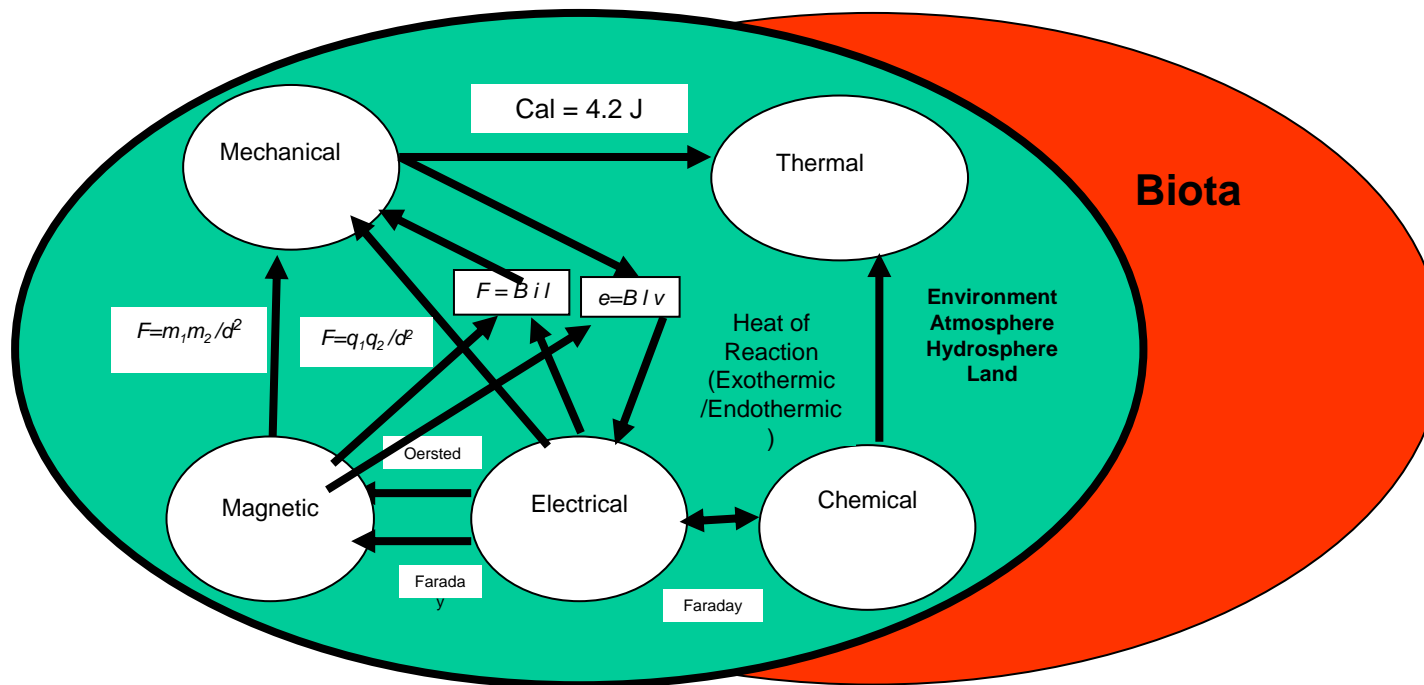 Cal = 4.2 J
Mechanical
Thermal
Biota
F = B i l
e=B l v
F=m₁m₂/d²
F=q₁q₂/d²
Heat of
Reaction
(Exothermic
/Endothermic
)
Environment
Atmosphere
Hydrosphere
Land
Oersted
Magnetic
Electrical
Chemical
Farada
y
Faraday